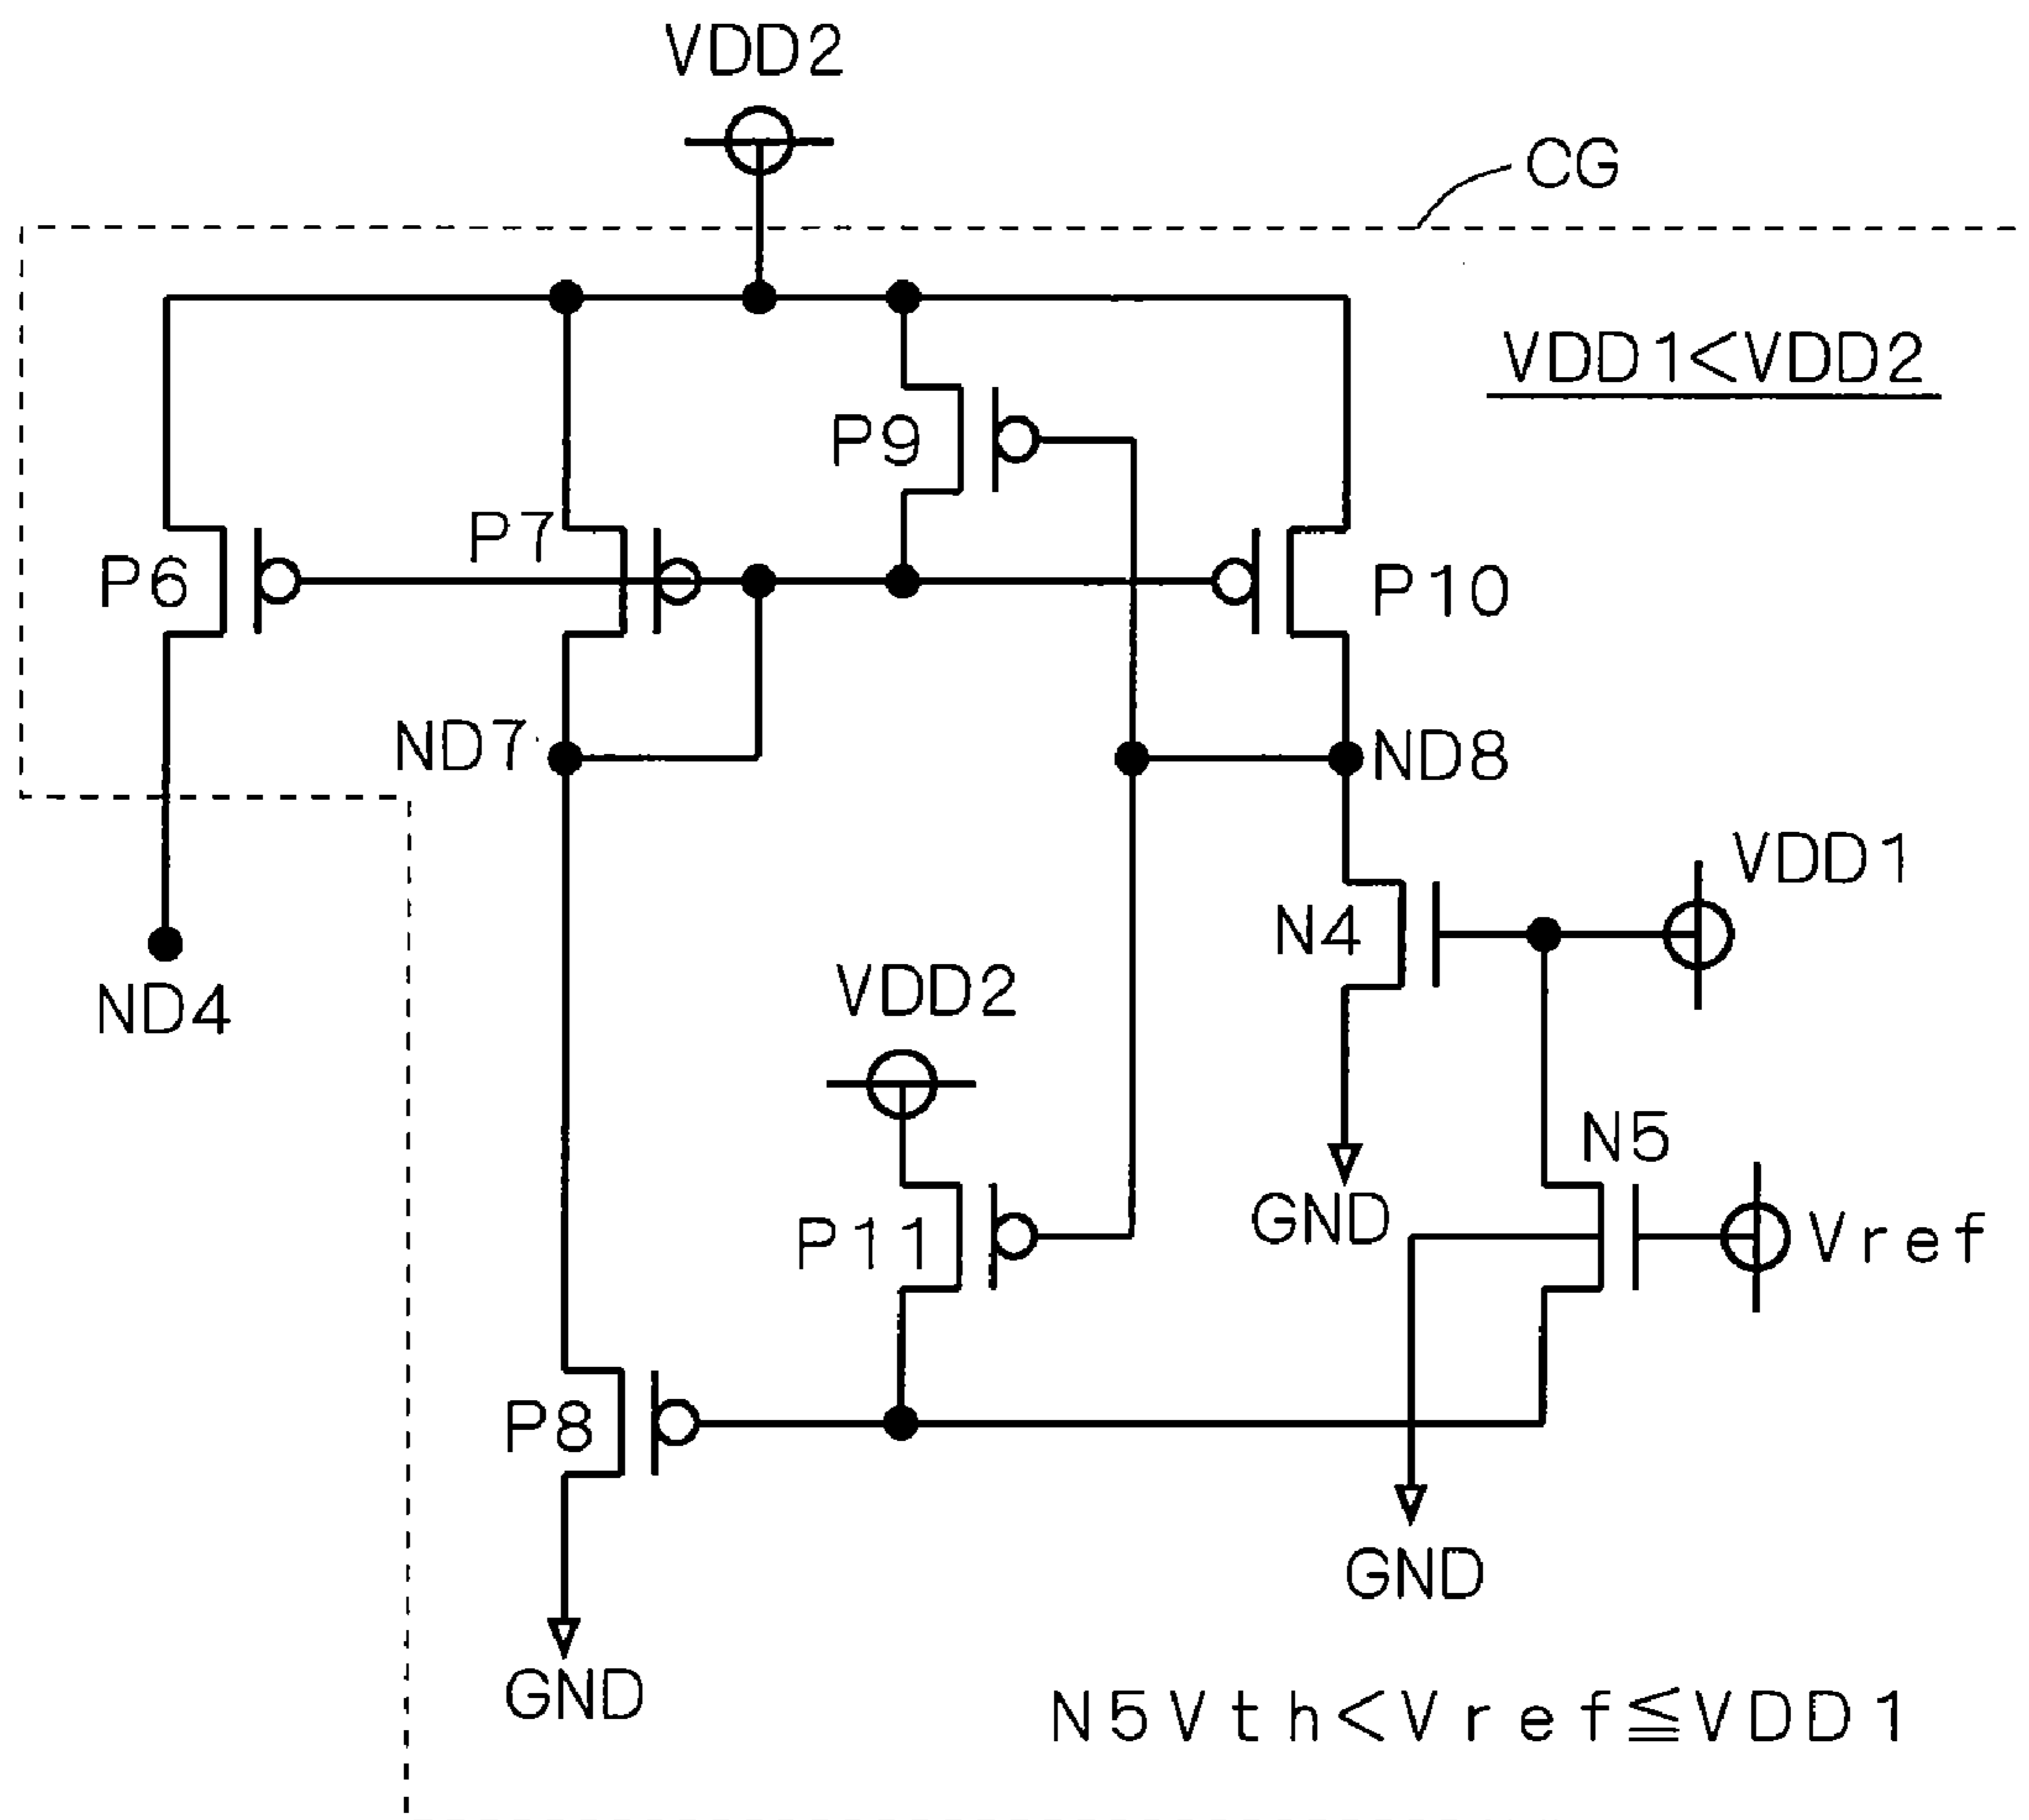 VDD2
CG
VDD1<VDD2
P9
P7
P6
P10
ND7
ND8
VDD1
N4
VDD2
ND4
N5
P11
GND
Vref
P8
GND
GND
N5Vth<Vref≦VDD1